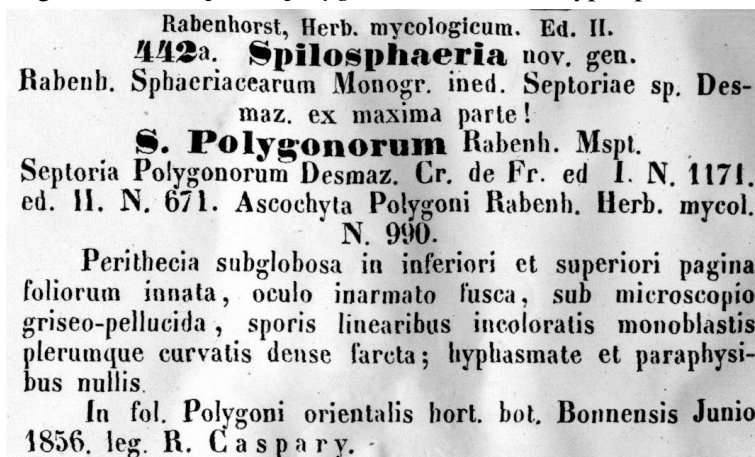 Rabenhorst, Herb. mycologicum. Ed. II.
442a. Spilosphaeria nov. gen.
Rabenh. Sphaeriacearum Monogr. ined. Septoriae sp. Des-
maz. ex maxima parte!
S. Polygonorum Rabenh. Mspt.
Septoria Polygonorum Desmaz. Cr. de Fr. ed I. N. 1171.
ed. II. N. 671. Ascochyta Polygoni Rabenh. Herb. mycol.
N. 990.
Perithecia subglobosa in inferiori et superiori pagina
foliorum innata, oculo inarmato fusca, sub microscopio
griseo-pellucida, sporis linearibus incoloratis monoblastis
plerumque curvatis dense farcta; hyphasmate et paraphysi-
bus nullis.
In fol. Polygoni orientalis hort. bot. Bonnensis Junio
1856. leg. R. Caspary.